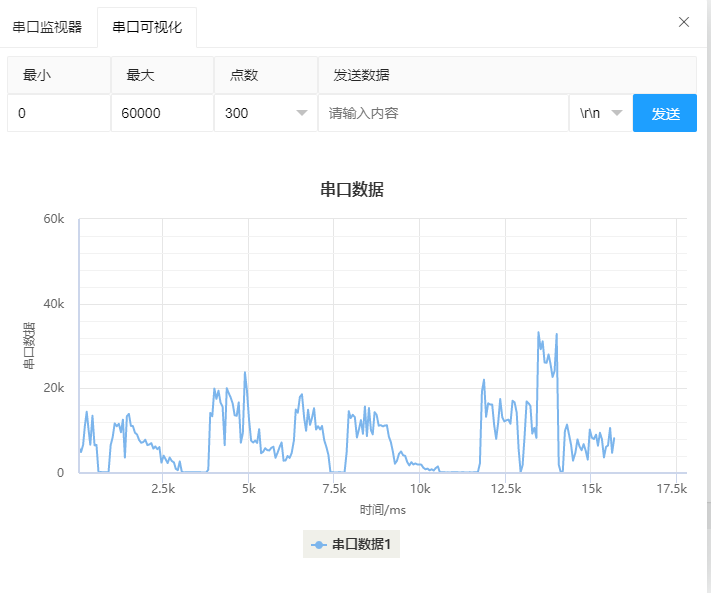 串口监视器 串口可视化
最小 最大 点数 发送数据
0 60000 300 请输入内容 \r\n 发送
串口数据
60k
40k
20k
0
串口数据
2.5k 5k 7.5k 10k 12.5k 15k 17.5k
时间/ms
串口数据1